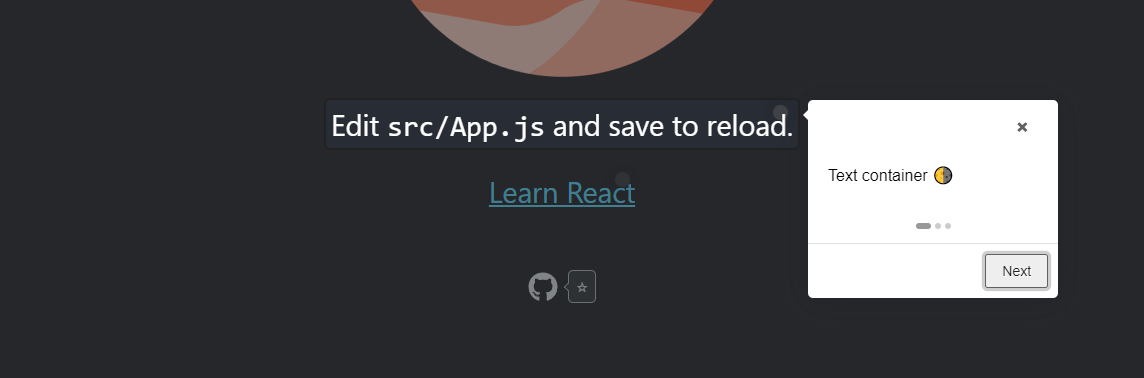 Edit src/App.js and save to reload.
Text container 🌗
Learn React
Next